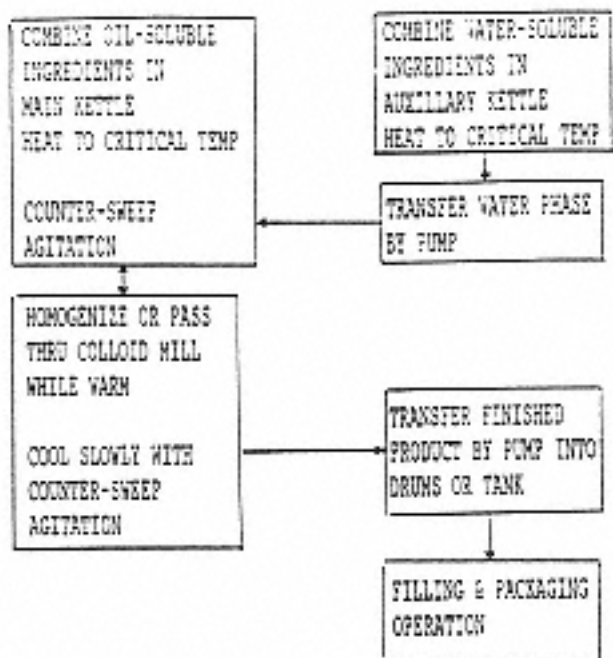 COMBINE OIL-SOLUBLE
INGREDIENTS IN
MAIN KETTLE
HEAT TO CRITICAL TEMP
COUNTER-SWEEP
AGITATION
COMBINE WATER-SOLUBLE
INGREDIENTS IN
AUXILLARY KETTLE
HEAT TO CRITICAL TEMP
TRANSFER WATER PHASE
BY PUMP
HOMOGENIZE OR PASS
THRU COLLOID MILL
WHILE WARM
COOL SLOWLY WITH
COUNTER-SWEEP
AGITATION
TRANSFER FINISHED
PRODUCT BY PUMP INTO
DRUMS OR TANK
FILLING & PACKAGING
OPERATION